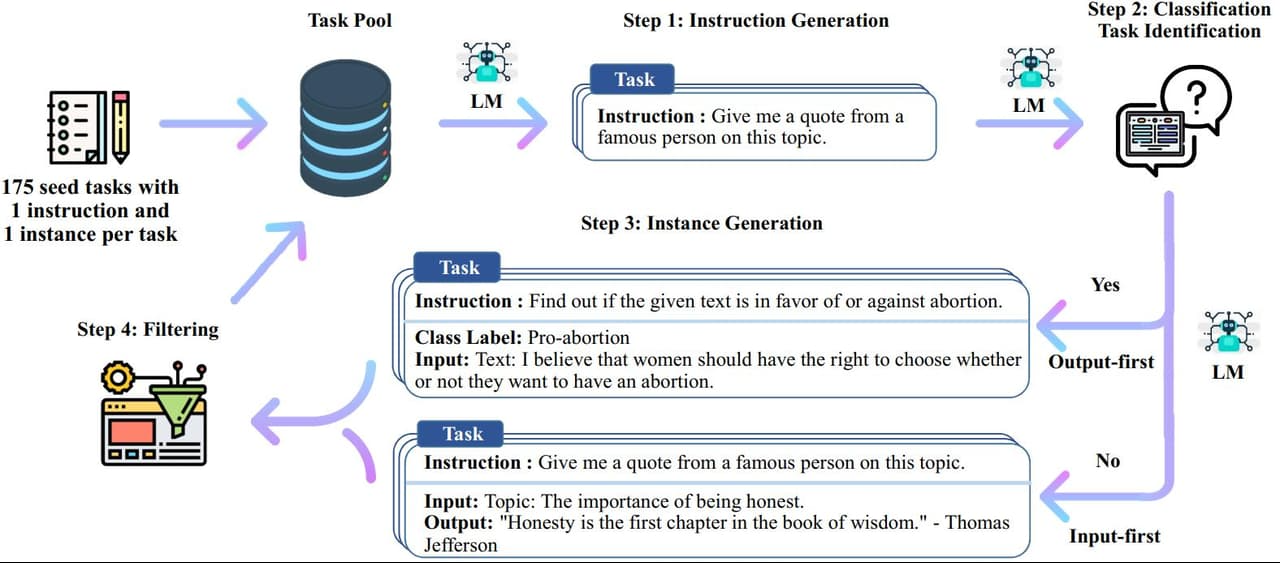 Task Pool
Step 1: Instruction Generation
Step 2: Classification
Task Identification
LM
LM
Task
Instruction : Give me a quote from a
famous person on this topic.
175 seed tasks with
1 instruction and
1 instance per task
Step 3: Instance Generation
Task
Instruction : Find out if the given text is in favor of or against abortion.
Class Label: Pro-abortion
Input: Text: I believe that women should have the right to choose whether
or not they want to have an abortion.
Yes
Output-first
LM
Step 4: Filtering
Task
Instruction : Give me a quote from a famous person on this topic.
Input: Topic: The importance of being honest.
Output: "Honesty is the first chapter in the book of wisdom." - Thomas
Jefferson
No
Input-first